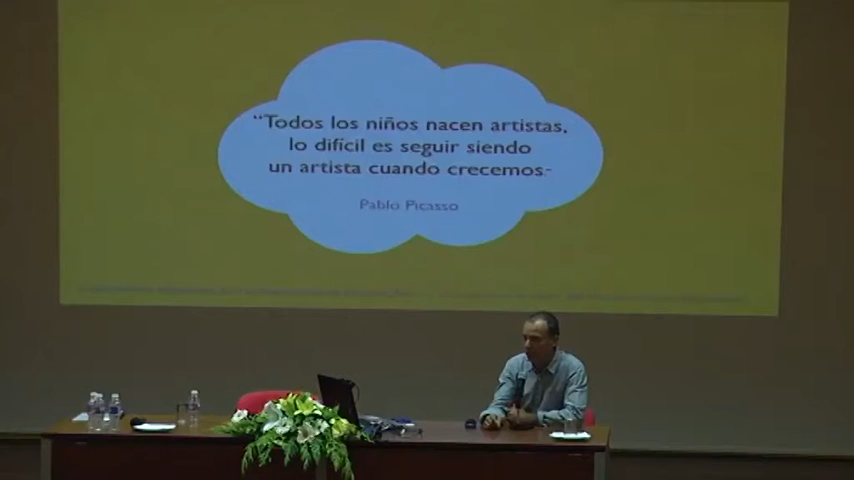 “Todos los niños nacen artistas,
lo difícil es seguir siendo
un artista cuando crecemos”
Pablo Picasso